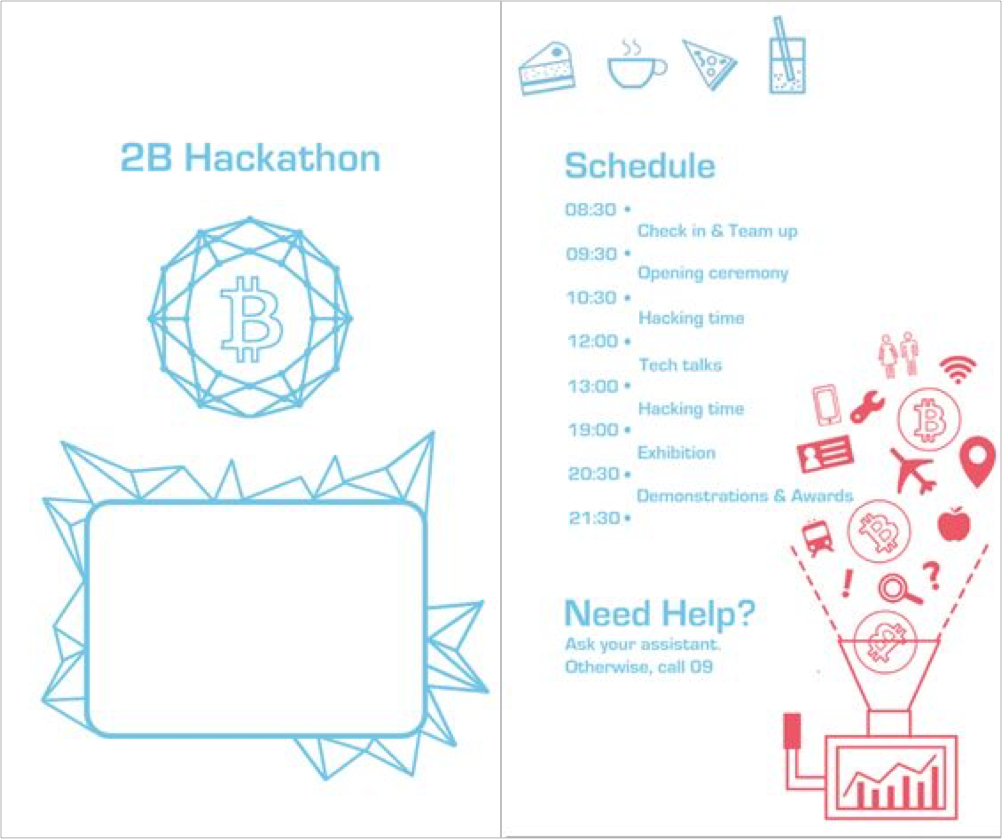 2B Hackathon
Schedule
08:30
Check in & Team up
09:30
Opening ceremony
10:30
Hacking time
12:00
Tech talks
13:00
Hacking time
19:00
Exhibition
20:30
Demonstrations & Awards
21:30
Need Help?
Ask your assistant.
Otherwise, call 09